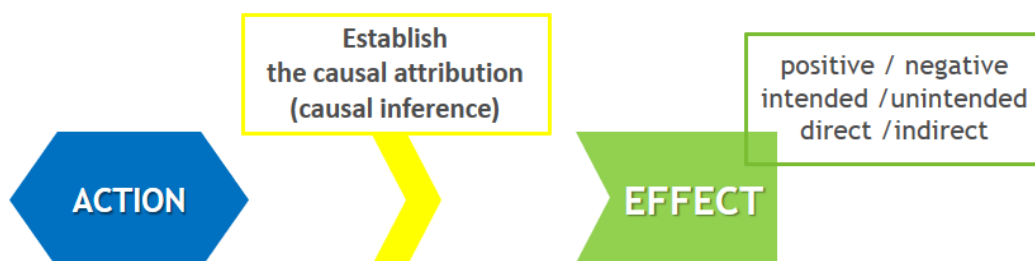 Establish
the causal attribution
(causal inference)
positive / negative
intended /unintended
direct /indirect
ACTION
EFFECT